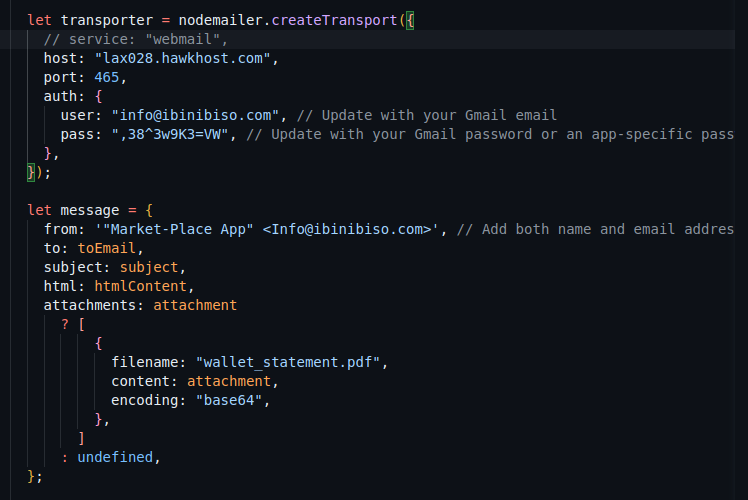 let transporter = nodemailer.createTransport({
// service: "webmail",
host: "lax028.hawkhost.com",
port: 465,
auth: {
user: "info@ibinibiso.com", // Update with your Gmail email
pass: ",38^3w9K3=VW", // Update with your Gmail password or an app-specific pass
},
});
let message = {
from: '"Market-Place App" <Info@ibinibiso.com>', // Add both name and email addres
to: toEmail,
subject: subject,
html: htmlContent,
attachments: attachment
? [
{
filename: "wallet_statement.pdf",
content: attachment,
encoding: "base64",
},
]
: undefined,
};